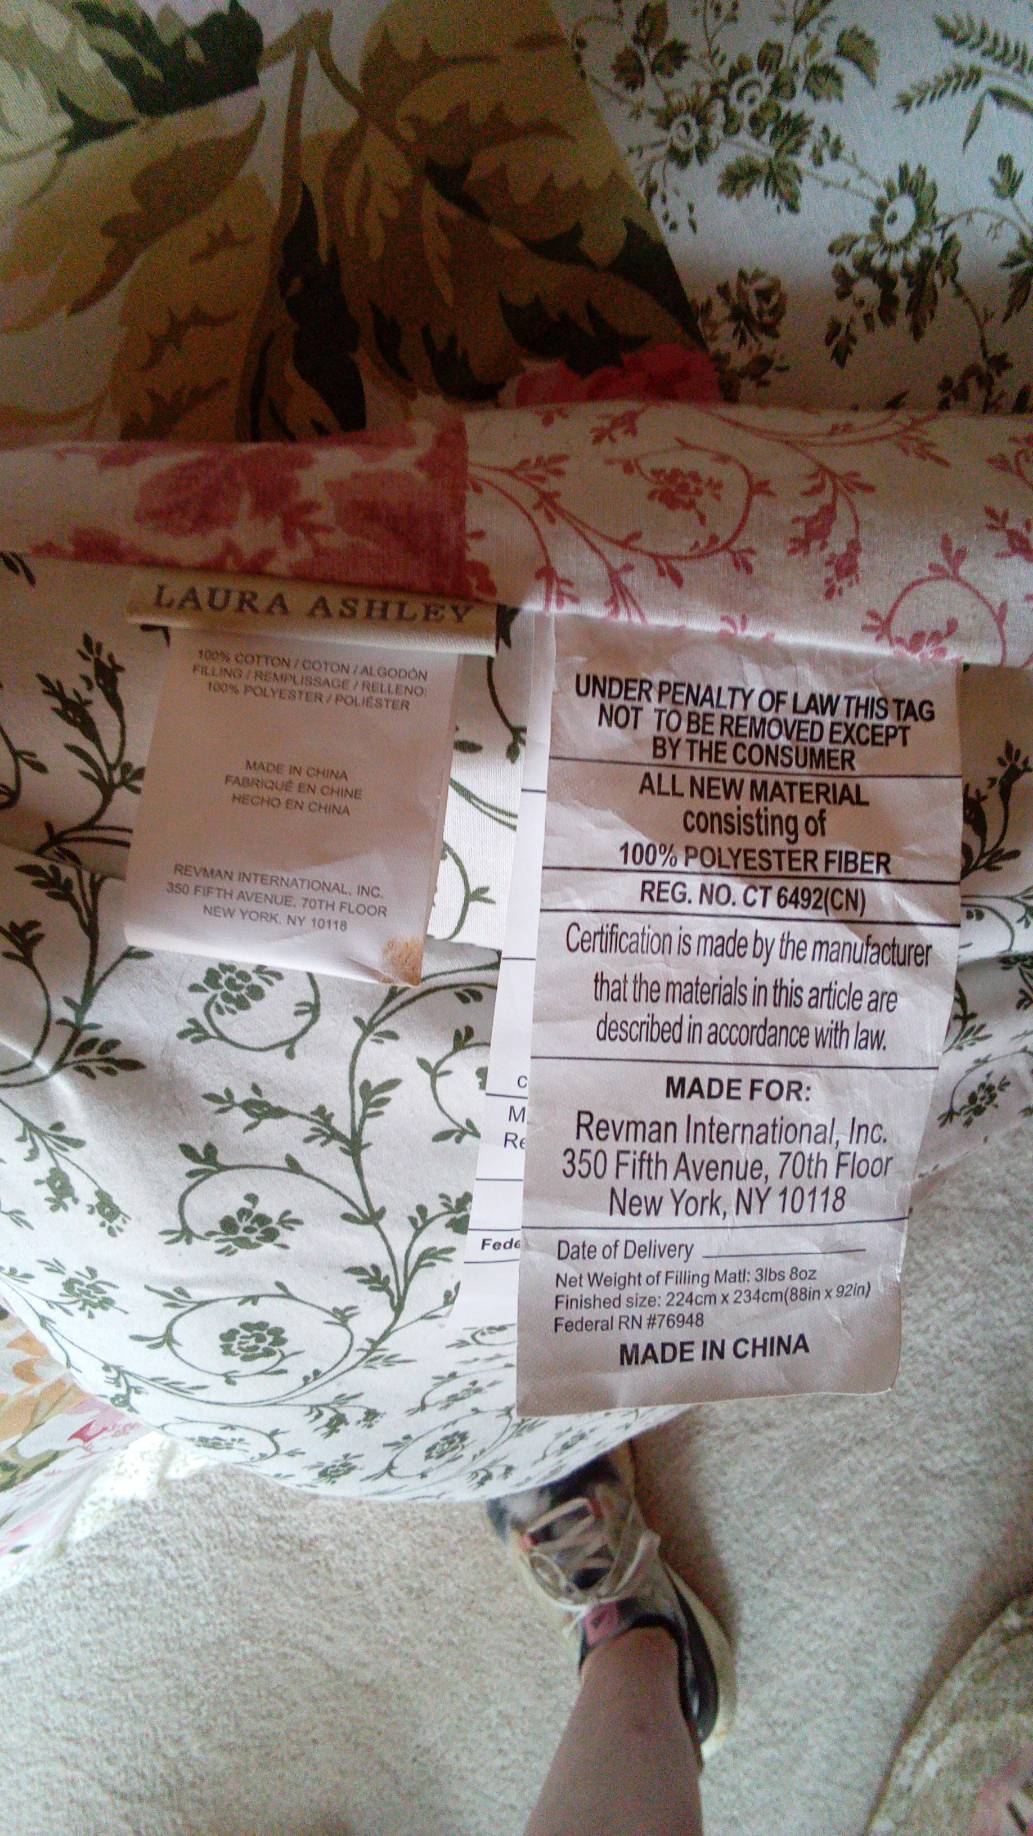 LAURA ASHLEY
100% COTTON / COTON / ALGODÓN
FILLING / REMPLISSAGE / RELLENO:
100% POLYESTER / POLIÉSTER
MADE IN CHINA
FABRIQUÉ EN CHINE
HECHO EN CHINA
REVMAN INTERNATIONAL, INC.
350 FIFTH AVENUE, 70TH FLOOR
NEW YORK, NY 10118
UNDER PENALTY OF LAW THIS TAG
NOT TO BE REMOVED EXCEPT
BY THE CONSUMER
ALL NEW MATERIAL
consisting of
100% POLYESTER FIBER
REG. NO. CT 6492(CN)
Certification is made by the manufacturer
that the materials in this article are
described in accordance with law.
MADE FOR:
Revman International, Inc.
350 Fifth Avenue, 70th Floor
New York, NY 10118
Date of Delivery
Net Weight of Filling Matl: 3lbs 8oz
Finished size: 224cm x 234cm(88in x 92in)
Federal RN #76948
MADE IN CHINA